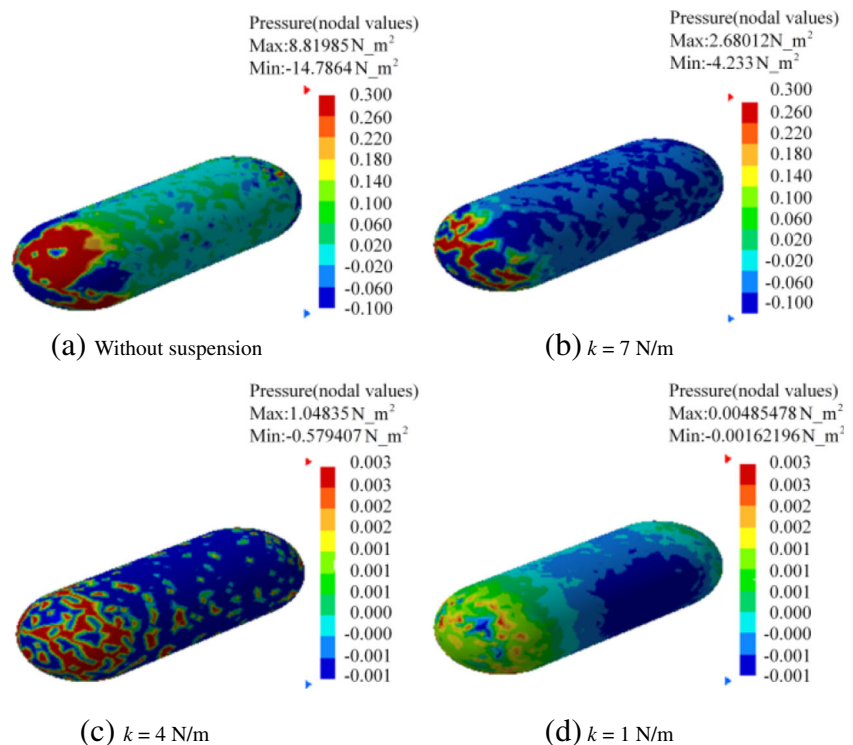 Pressure(nodal values)
Max:8.81985N_m²
Min:-14.7864N_m²
0.300
0.260
0.220
0.180
0.140
0.100
0.060
0.020
-0.020
-0.060
-0.100
(a) Without suspension
Pressure(nodal values)
Max:2.68012N_m²
Min:-4.233N_m²
0.300
0.260
0.220
0.180
0.140
0.100
0.060
0.020
-0.020
-0.060
-0.100
(b) k = 7 N/m
Pressure(nodal values)
Max:1.04835N_m²
Min:-0.579407N_m²
0.003
0.003
0.002
0.002
0.001
0.001
0.001
0.000
-0.000
-0.001
-0.001
(c) k = 4 N/m
Pressure(nodal values)
Max:0.00485478N_m²
Min:-0.00162196N_m²
0.003
0.003
0.002
0.002
0.001
0.001
0.001
0.000
-0.000
-0.001
-0.001
(d) k = 1 N/m